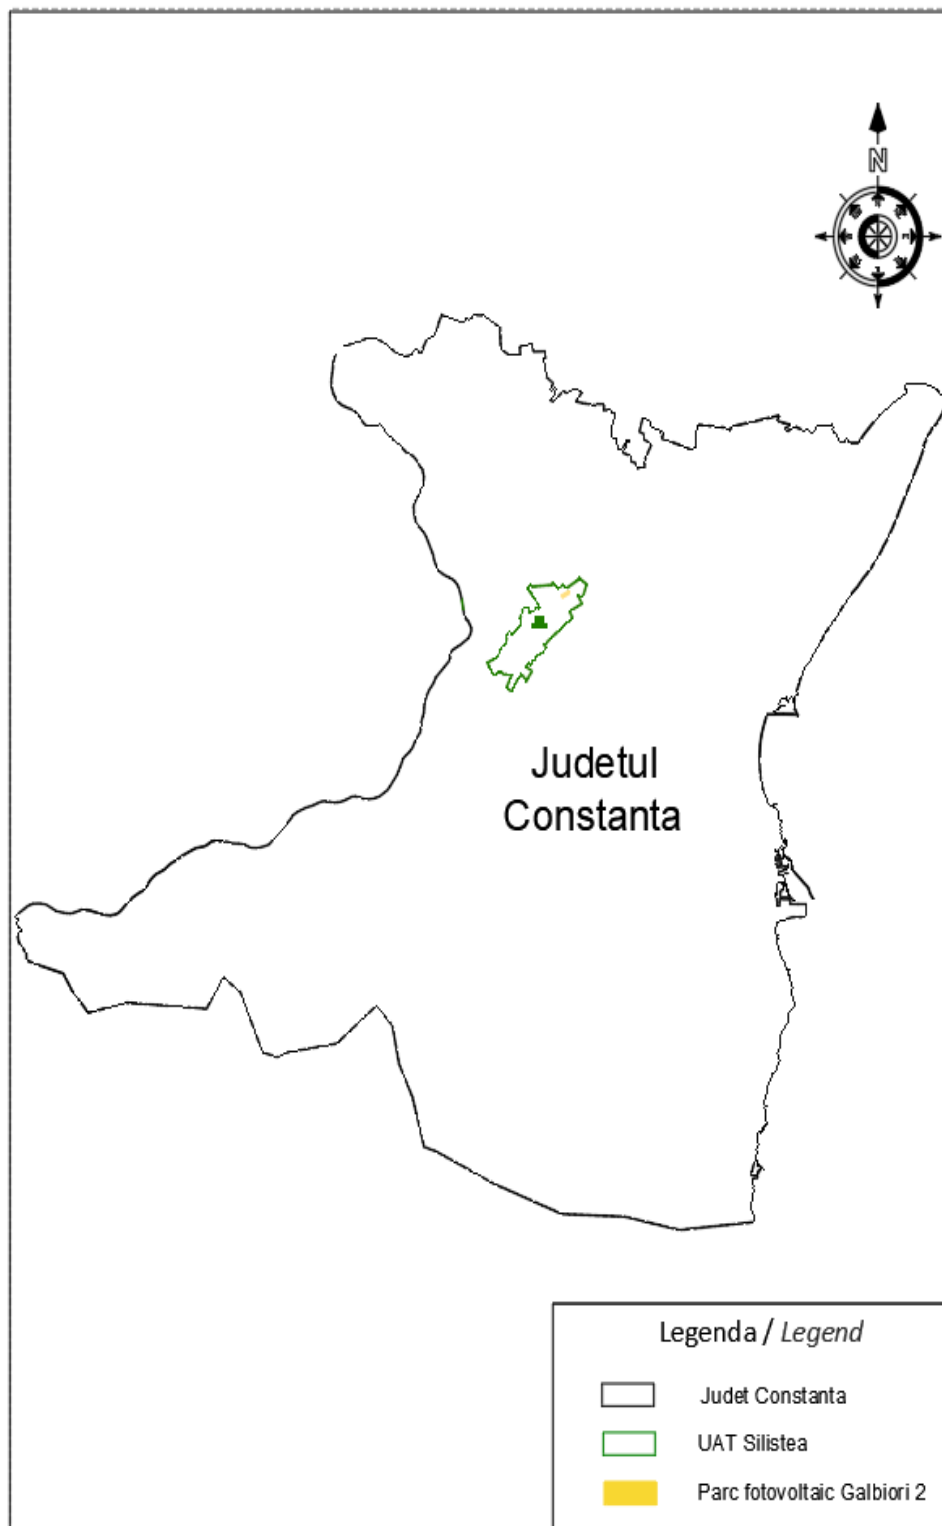 N
Judetul
Constanta
Legenda / Legend
Judet Constanta
UAT Silistea
Parc fotovoltaic Galbiori 2